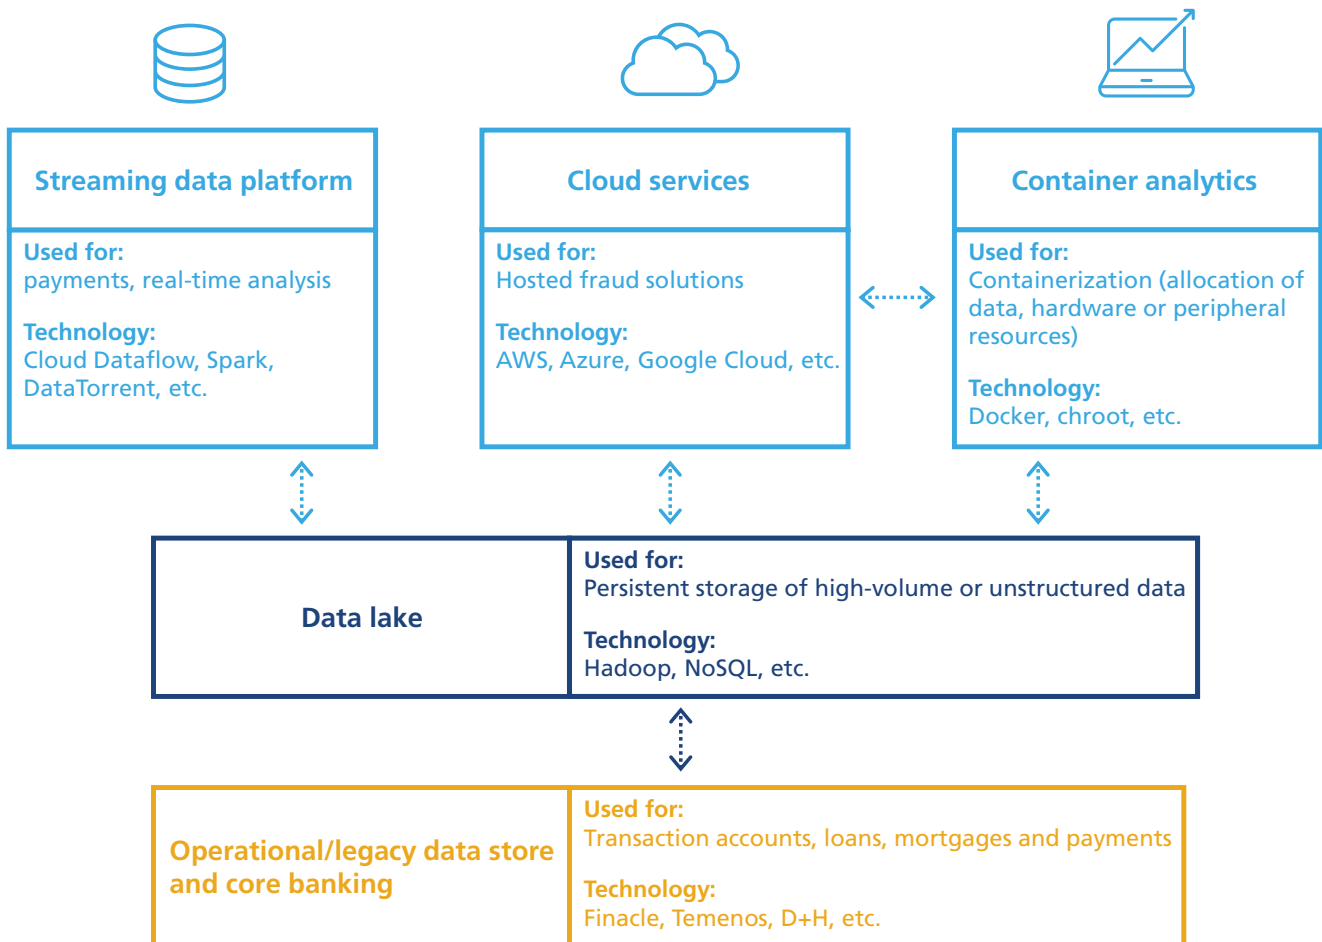 Streaming data platform
Used for:
payments, real-time analysis
Technology:
Cloud Dataflow, Spark,
DataTorrent, etc.
Cloud services
Used for:
Hosted fraud solutions
Technology:
AWS, Azure, Google Cloud, etc.
Container analytics
Used for:
Containerization (allocation of
data, hardware or peripheral
resources)
Technology:
Docker, chroot, etc.
Data lake
Used for:
Persistent storage of high-volume or unstructured data
Technology:
Hadoop, NoSQL, etc.
Operational/legacy data store
and core banking
Used for:
Transaction accounts, loans, mortgages and payments
Technology:
Finacle, Temenos, D+H, etc.